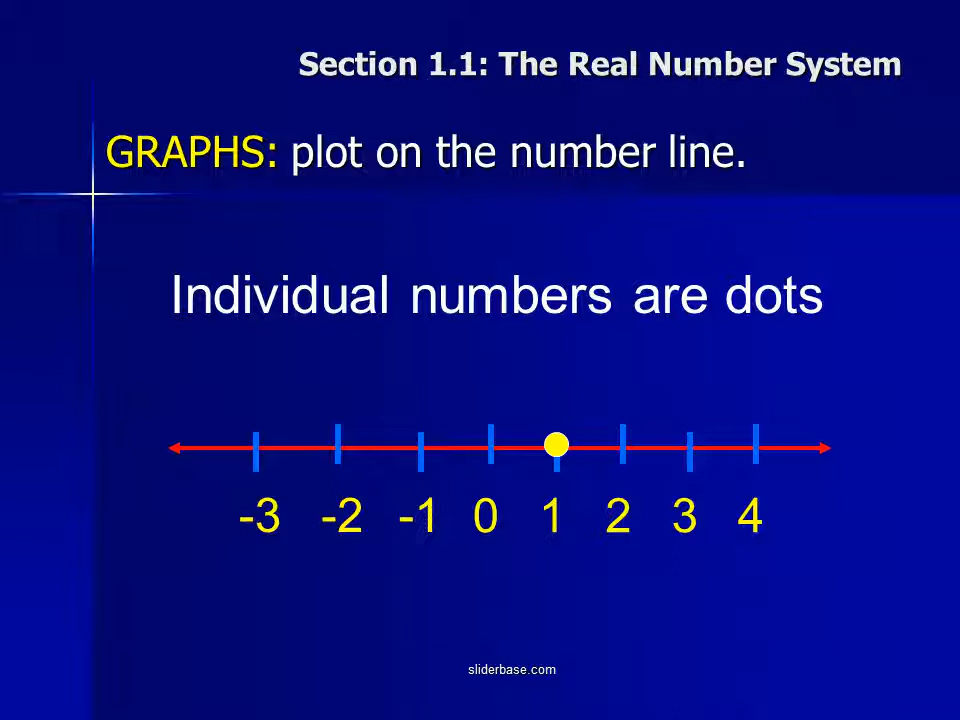 Section 1.1: The Real Number System
GRAPHS: plot on the number line.
Individual numbers are dots
-3 -2 -1 0 1 2 3 4
sliderbase.com